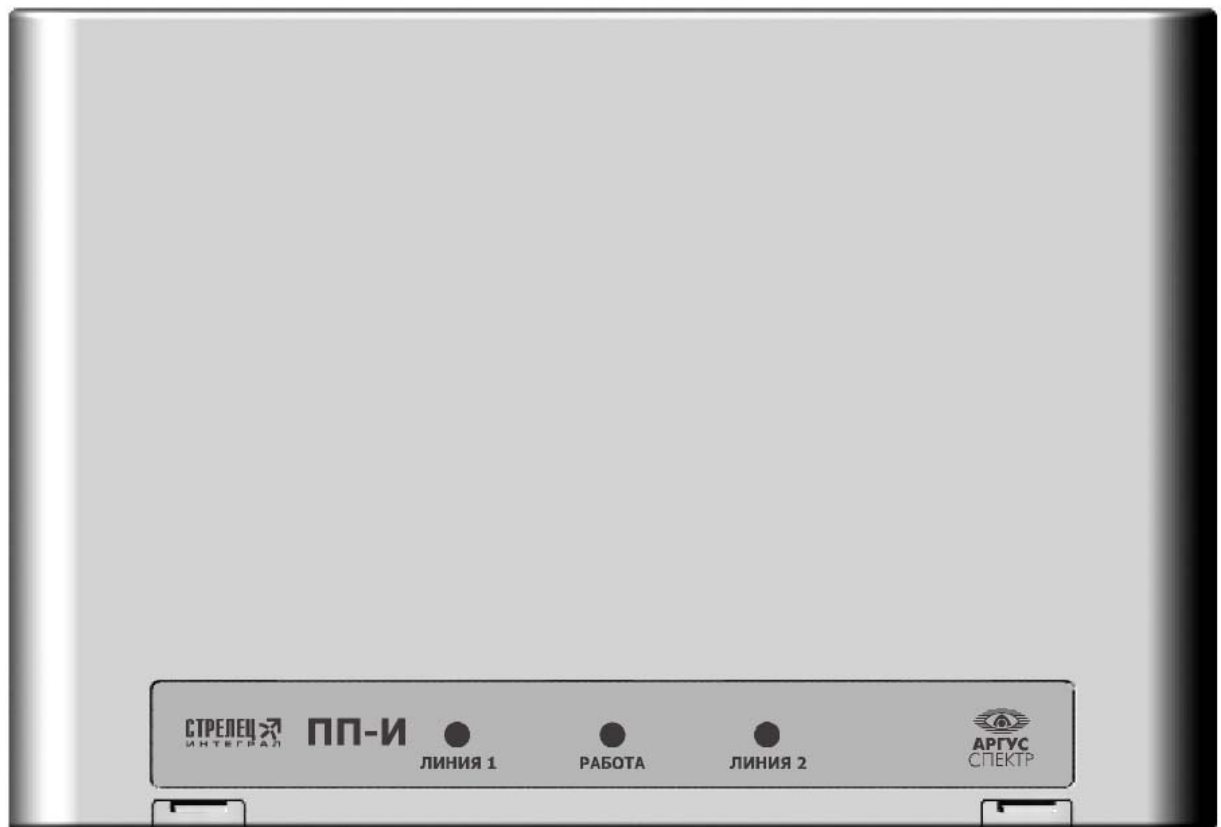 СТРЕЛЕЦ
ИНТЕГРАЛ
ПП-И
ЛИНИЯ 1
РАБОТА
ЛИНИЯ 2
АРГУС
СПЕКТР